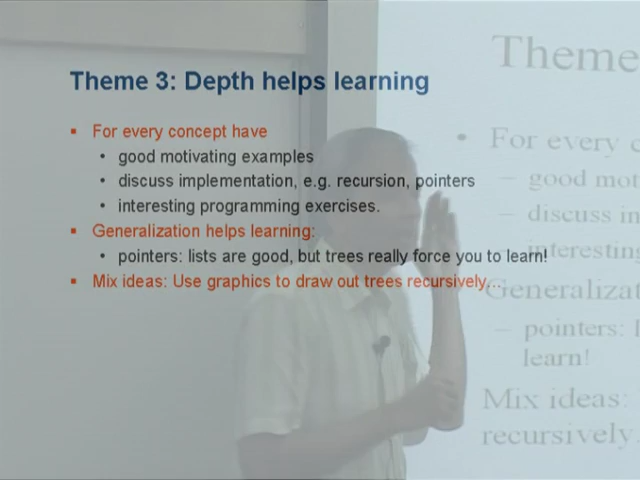 Theme 3: Depth helps learning
For every concept have
good motivating examples
discuss implementation, e.g. recursion, pointers
interesting programming exercises.
Generalization helps learning:
pointers: lists are good, but trees really force you to learn!
Mix ideas: Use graphics to draw out trees recursively...
Theme
• For every c
– good mot
– discuss im
interesting
Generalizat
– pointers: l
learn!
Mix ideas:
recursively.